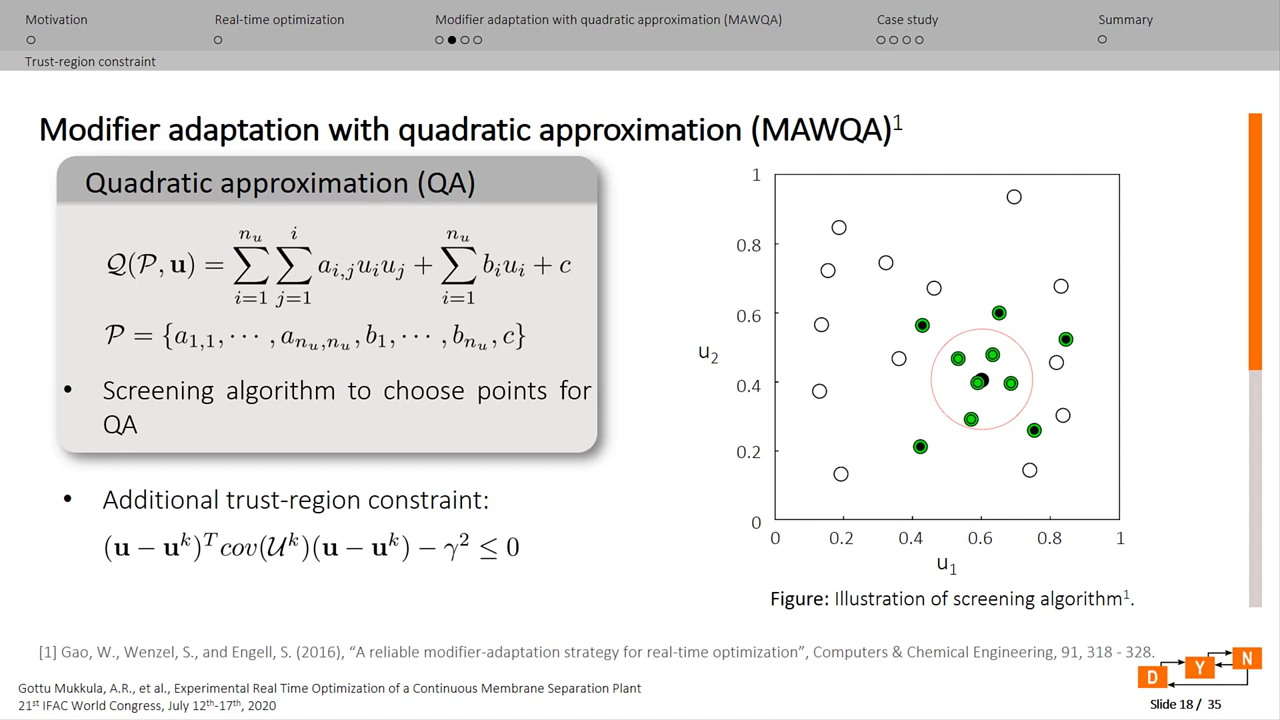 Motivation
Real-time optimization
Modifier adaptation with quadratic approximation (MAWQA)
Case study
Summary
Trust-region constraint
Modifier adaptation with quadratic approximation (MAWQA)¹
Quadratic approximation (QA)
𝒬(𝒫, 𝐮) = ∑_{i=1}^{n_u} ∑_{j=1}^{i} a_{i,j} u_i u_j + ∑_{i=1}^{n_u} b_i u_i + c
𝒫 = {a_{1,1}, ⋯ , a_{n_u,n_u}, b_1, ⋯ , b_{n_u}, c}
• Screening algorithm to choose points for
QA
• Additional trust-region constraint:
(𝐮 − 𝐮^k)^T cov(𝒰^k)(𝐮 − 𝐮^k) − γ² ≤ 0
1
0.8
0.6
0.4
0.2
0
u₂
0 0.2 0.4 0.6 0.8 1
u₁
Figure: Illustration of screening algorithm¹.
[1] Gao, W., Wenzel, S., and Engell, S. (2016), “A reliable modifier-adaptation strategy for real-time optimization”, Computers & Chemical Engineering, 91, 318 - 328.
Gottu Mukkula, A.R., et al., Experimental Real Time Optimization of a Continuous Membrane Separation Plant
21st IFAC World Congress, July 12th-17th, 2020
D Y N
Slide 18 / 35